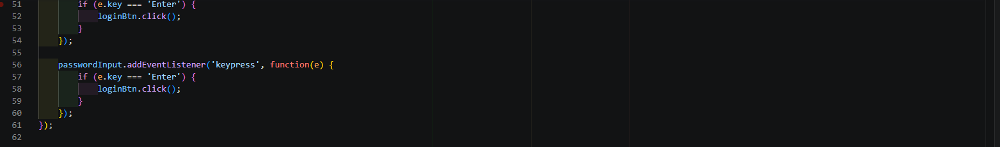 51 if (e.key === 'Enter') {
52 loginBtn.click();
53 }
54 });
55
56 passwordInput.addEventListener('keypress', function(e) {
57 if (e.key === 'Enter') {
58 loginBtn.click();
59 }
60 });
61 });
62